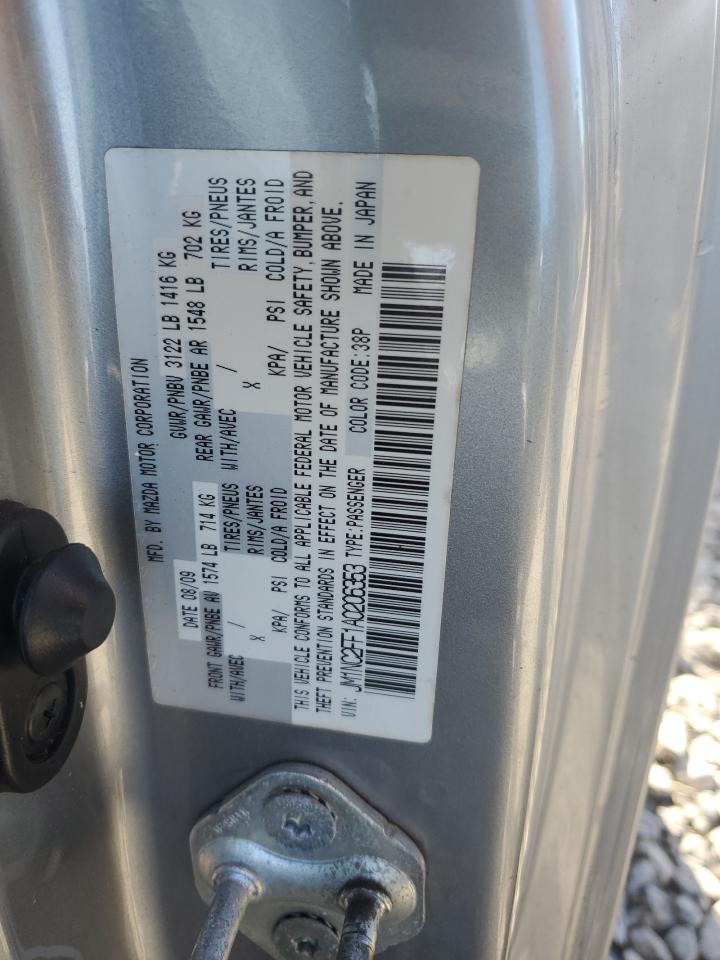 MFD. BY MAZDA MOTOR CORPORATION
DATE 08/09 GVWR/PNBV 3122 LB 1416 KG
FRONT GAWR/PNBE AV 1574 LB 714 KG REAR GAWR/PNBE AR 1548 LB 702 KG
WITH/AVEC / TIRES/PNEUS WITH/AVEC / TIRES/PNEUS
X RIMS/JANTES X RIMS/JANTES
KPA/ PSI COLD/A FROID KPA/ PSI COLD/A FROID
THIS VEHICLE CONFORMS TO ALL APPLICABLE FEDERAL MOTOR VEHICLE SAFETY, BUMPER, AND
THEFT PREVENTION STANDARDS IN EFFECT ON THE DATE OF MANUFACTURE SHOWN ABOVE.
VIN: JM1NC2FF1A0206353 TYPE:PASSENGER COLOR CODE:38P MADE IN JAPAN